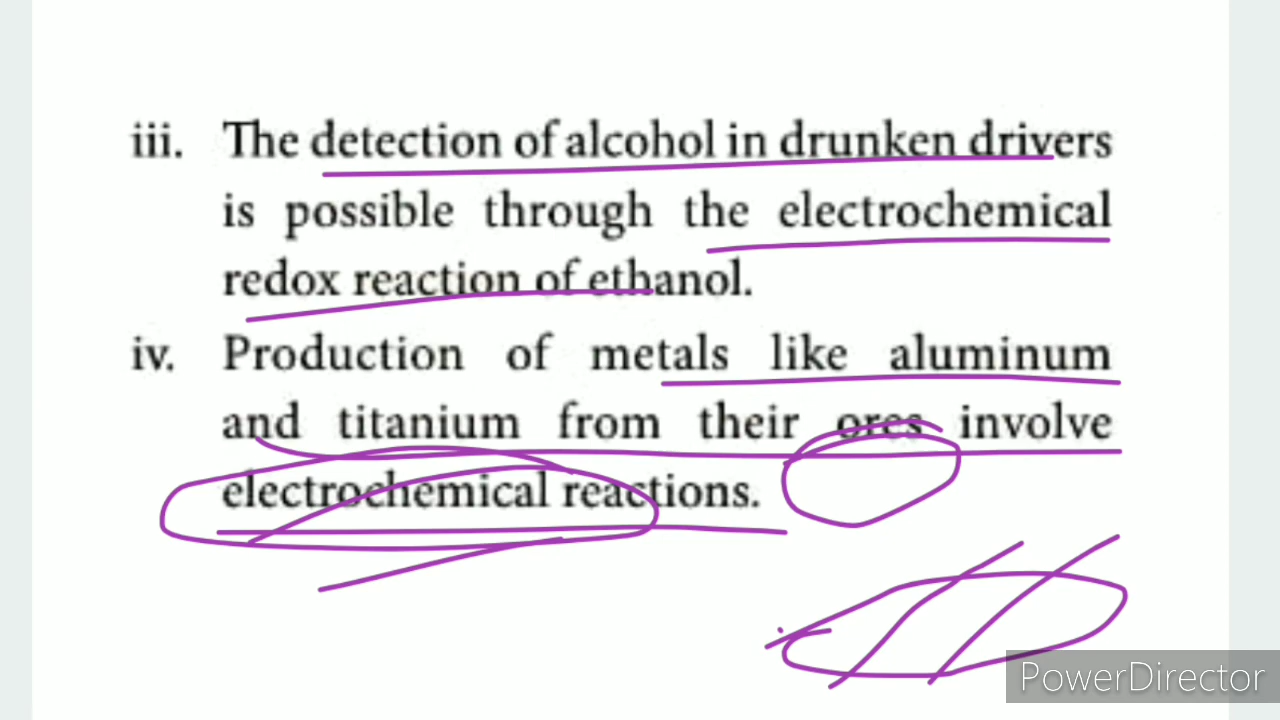 iii. The detection of alcohol in drunken drivers
is possible through the electrochemical
redox reaction of ethanol.
iv. Production of metals like aluminum
and titanium from their ores involve
electrochemical reactions.
PowerDirector